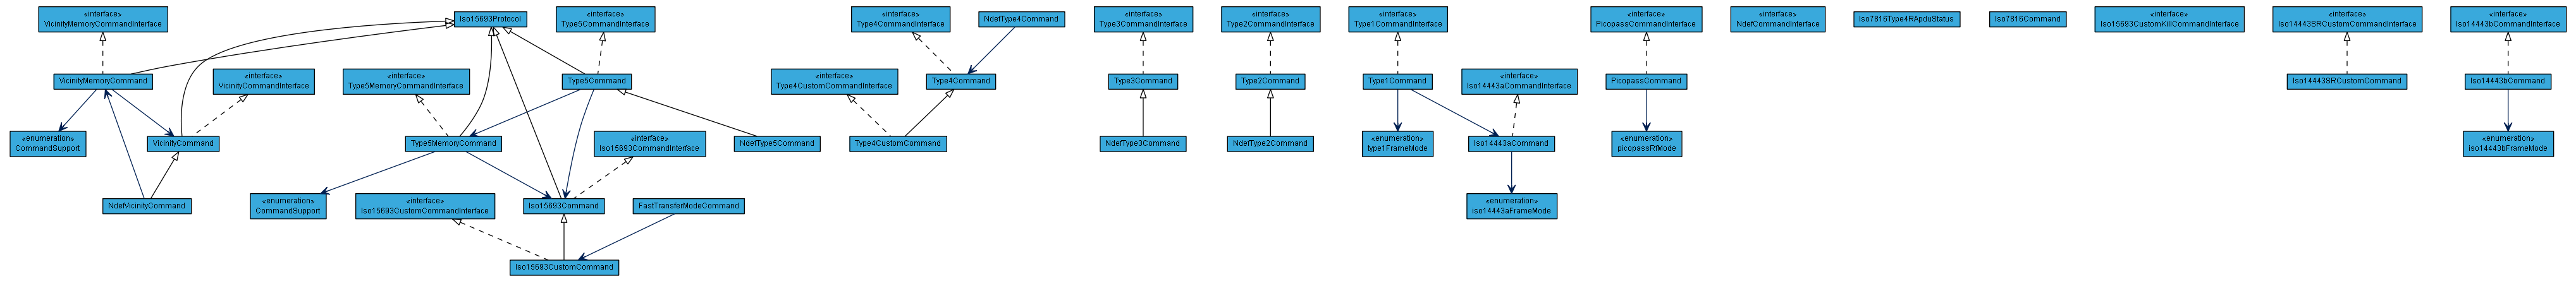 «interface»
VicinityMemoryCommandInterface
Iso15693Protocol
«interface»
Type5CommandInterface
«interface»
Type4CommandInterface
NdefType4Command
«interface»
Type3CommandInterface
«interface»
Type2CommandInterface
«interface»
Type1CommandInterface
«interface»
PicopassCommandInterface
«interface»
NdefCommandInterface
Iso7816Type4RApduStatus
Iso7816Command
«interface»
Iso15693CustomKillCommandInterface
«interface»
Iso14443SRCustomCommandInterface
«interface»
Iso14443bCommandInterface
VicinityMemoryCommand
«interface»
VicinityCommandInterface
«interface»
Type5MemoryCommandInterface
Type5Command
«interface»
Type4CustomCommandInterface
Type4Command
Type3Command
Type2Command
Type1Command
«interface»
Iso14443aCommandInterface
PicopassCommand
Iso14443SRCustomCommand
Iso14443bCommand
«enumeration»
CommandSupport
VicinityCommand
Type5MemoryCommand
«interface»
Iso15693CommandInterface
NdefType5Command
Type4CustomCommand
NdefType3Command
NdefType2Command
«enumeration»
type1FrameMode
Iso14443aCommand
«enumeration»
picopassRfMode
«enumeration»
iso14443bFrameMode
NdefVicinityCommand
«enumeration»
CommandSupport
«interface»
Iso15693CustomCommandInterface
Iso15693Command
FastTransferModeCommand
«enumeration»
iso14443aFrameMode
Iso15693CustomCommand